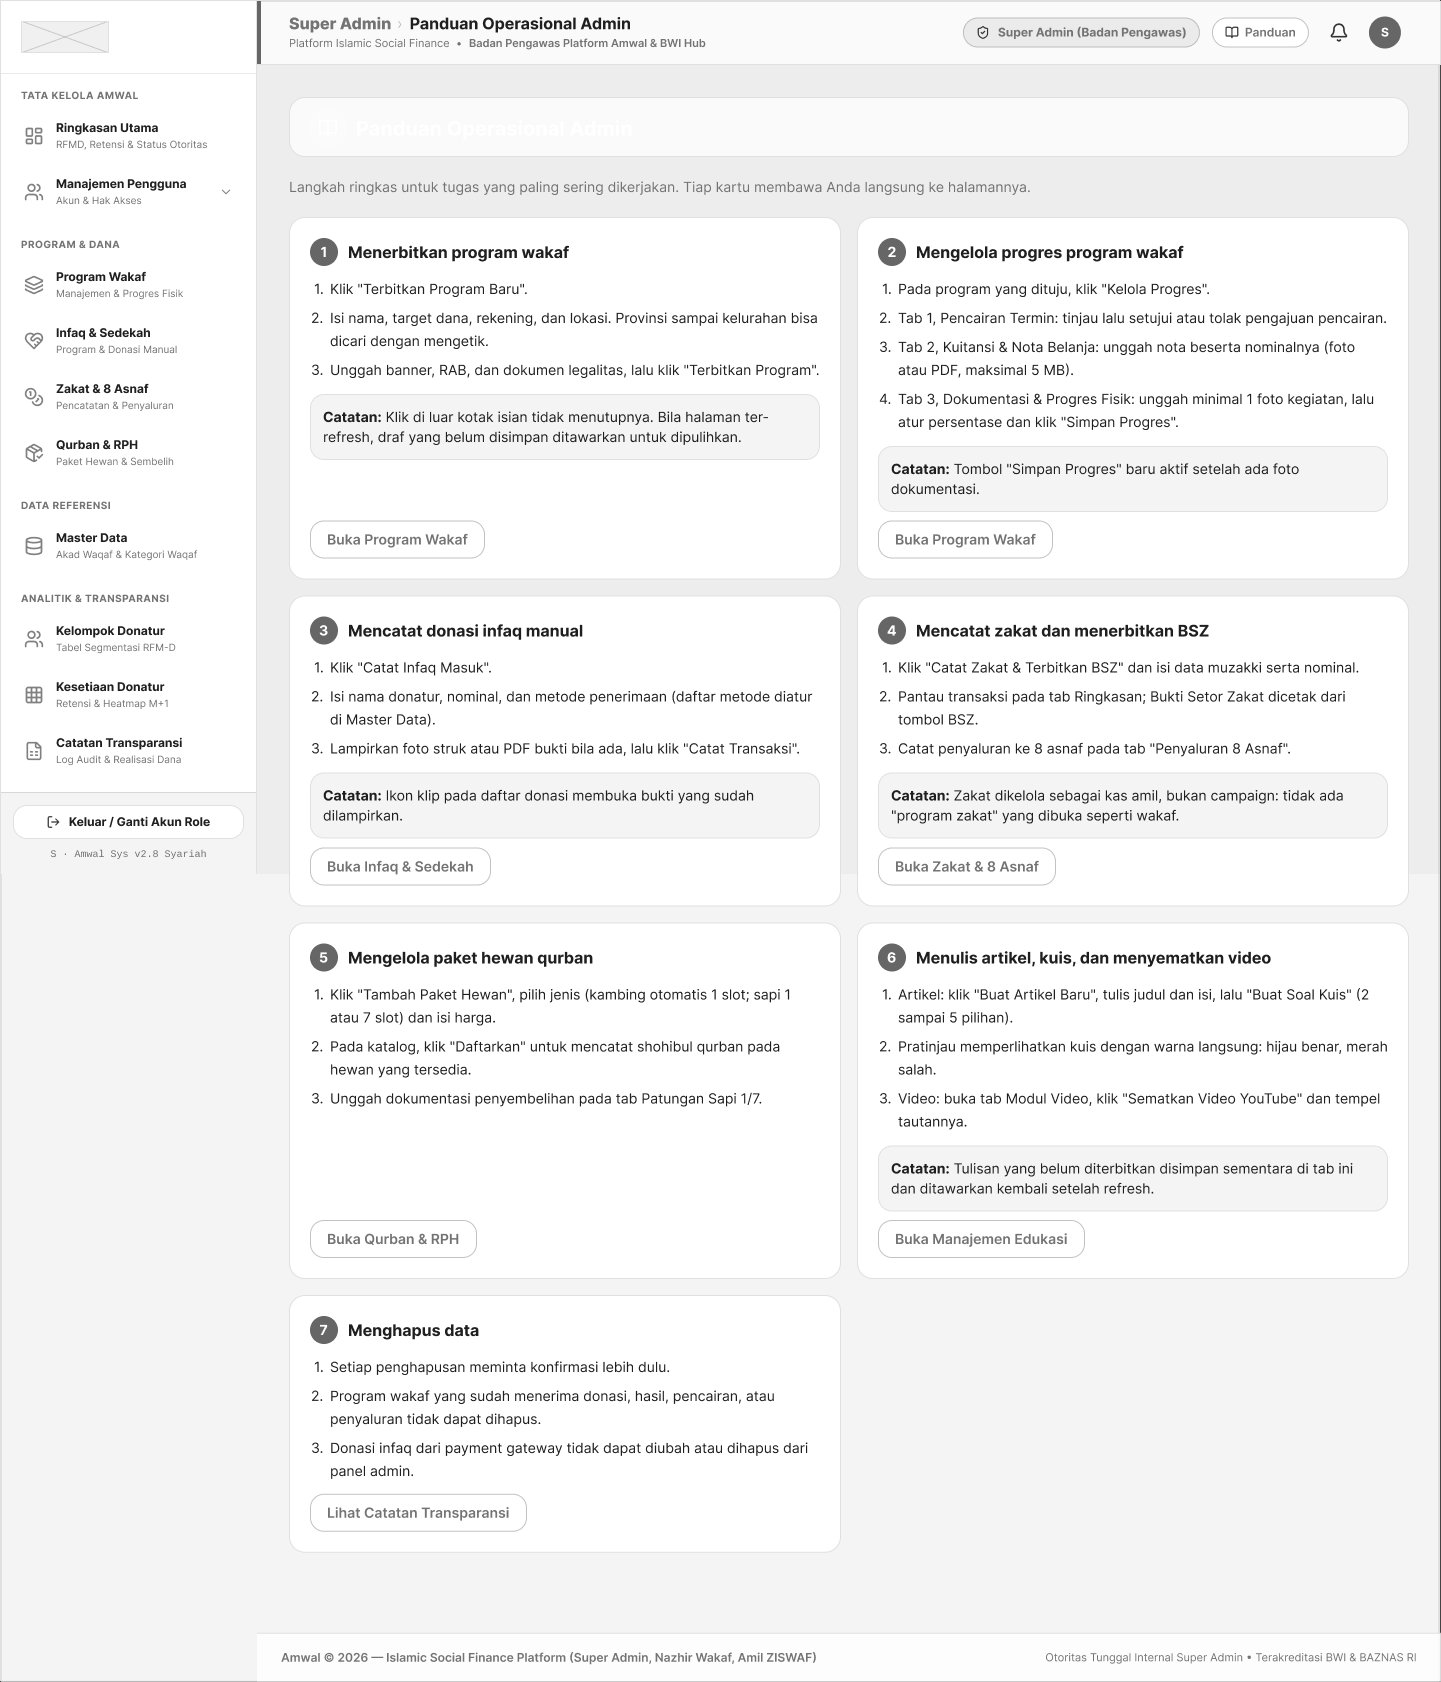 TATA KELOLA AMWAL
Ringkasan Utama
RFMD, Retensi & Status Otoritas
Manajemen Pengguna
Akun & Hak Akses
PROGRAM & DANA
Program Wakaf
Manajemen & Progres Fisik
Infaq & Sedekah
Program & Donasi Manual
Zakat & 8 Asnaf
Pencatatan & Penyaluran
Qurban & RPH
Paket Hewan & Sembelih
DATA REFERENSI
Master Data
Akad Waqaf & Kategori Waqaf
ANALITIK & TRANSPARANSI
Kelompok Donatur
Tabel Segmentasi RFM-D
Kesetiaan Donatur
Retensi & Heatmap M+1
Catatan Transparansi
Log Audit & Realisasi Dana
Keluar / Ganti Akun Role
S · Amwal Sys v2.8 Syariah
Super Admin › Panduan Operasional Admin
Platform Islamic Social Finance • Badan Pengawas Platform Amwal & BWI Hub
Super Admin (Badan Pengawas)
Panduan
S
Panduan Operasional Admin
Langkah ringkas untuk tugas yang paling sering dikerjakan. Tiap kartu membawa Anda langsung ke halamannya.
1 Menerbitkan program wakaf
1. Klik "Terbitkan Program Baru".
2. Isi nama, target dana, rekening, dan lokasi. Provinsi sampai kelurahan bisa
dicari dengan mengetik.
3. Unggah banner, RAB, dan dokumen legalitas, lalu klik "Terbitkan Program".
Catatan: Klik di luar kotak isian tidak menutupnya. Bila halaman ter-
refresh, draf yang belum disimpan ditawarkan untuk dipulihkan.
Buka Program Wakaf
2 Mengelola progres program wakaf
1. Pada program yang dituju, klik "Kelola Progres".
2. Tab 1, Pencairan Termin: tinjau lalu setujui atau tolak pengajuan pencairan.
3. Tab 2, Kuitansi & Nota Belanja: unggah nota beserta nominalnya (foto
atau PDF, maksimal 5 MB).
4. Tab 3, Dokumentasi & Progres Fisik: unggah minimal 1 foto kegiatan, lalu
atur persentase dan klik "Simpan Progres".
Catatan: Tombol "Simpan Progres" baru aktif setelah ada foto
dokumentasi.
Buka Program Wakaf
3 Mencatat donasi infaq manual
1. Klik "Catat Infaq Masuk".
2. Isi nama donatur, nominal, dan metode penerimaan (daftar metode diatur
di Master Data).
3. Lampirkan foto struk atau PDF bukti bila ada, lalu klik "Catat Transaksi".
Catatan: Ikon klip pada daftar donasi membuka bukti yang sudah
dilampirkan.
Buka Infaq & Sedekah
4 Mencatat zakat dan menerbitkan BSZ
1. Klik "Catat Zakat & Terbitkan BSZ" dan isi data muzakki serta nominal.
2. Pantau transaksi pada tab Ringkasan; Bukti Setor Zakat dicetak dari
tombol BSZ.
3. Catat penyaluran ke 8 asnaf pada tab "Penyaluran 8 Asnaf".
Catatan: Zakat dikelola sebagai kas amil, bukan campaign: tidak ada
"program zakat" yang dibuka seperti wakaf.
Buka Zakat & 8 Asnaf
5 Mengelola paket hewan qurban
1. Klik "Tambah Paket Hewan", pilih jenis (kambing otomatis 1 slot; sapi 1
atau 7 slot) dan isi harga.
2. Pada katalog, klik "Daftarkan" untuk mencatat shohibul qurban pada
hewan yang tersedia.
3. Unggah dokumentasi penyembelihan pada tab Patungan Sapi 1/7.
Buka Qurban & RPH
6 Menulis artikel, kuis, dan menyematkan video
1. Artikel: klik "Buat Artikel Baru", tulis judul dan isi, lalu "Buat Soal Kuis" (2
sampai 5 pilihan).
2. Pratinjau memperlihatkan kuis dengan warna langsung: hijau benar, merah
salah.
3. Video: buka tab Modul Video, klik "Sematkan Video YouTube" dan tempel
tautannya.
Catatan: Tulisan yang belum diterbitkan disimpan sementara di tab ini
dan ditawarkan kembali setelah refresh.
Buka Manajemen Edukasi
7 Menghapus data
1. Setiap penghapusan meminta konfirmasi lebih dulu.
2. Program wakaf yang sudah menerima donasi, hasil, pencairan, atau
penyaluran tidak dapat dihapus.
3. Donasi infaq dari payment gateway tidak dapat diubah atau dihapus dari
panel admin.
Lihat Catatan Transparansi
Amwal © 2026 — Islamic Social Finance Platform (Super Admin, Nazhir Wakaf, Amil ZISWAF)
Otoritas Tunggal Internal Super Admin • Terakreditasi BWI & BAZNAS RI